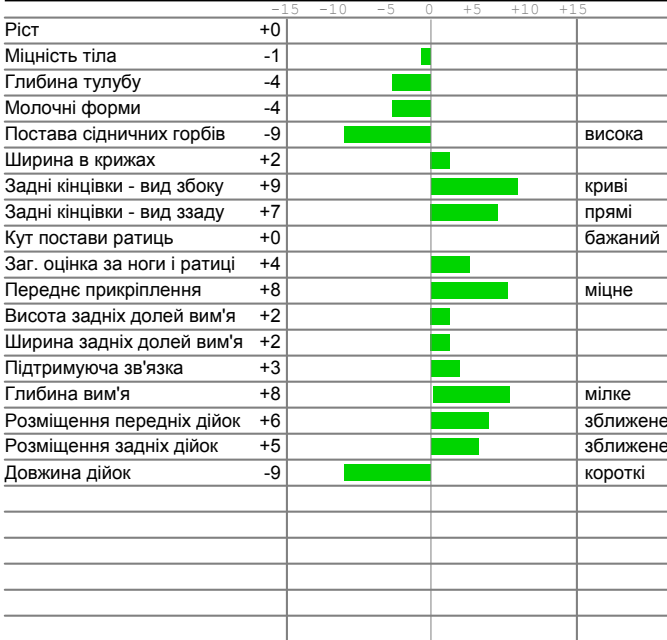 -15 -10 -5 0 +5 +10 +15
Ріст +0
Міцність тіла -1
Глибина тулубу -4
Молочні форми -4
Постава сідничних горбів -9 висока
Ширина в крижах +2
Задні кінцівки - вид збоку +9 криві
Задні кінцівки - вид ззаду +7 прямі
Кут постави ратиць +0 бажаний
Заг. оцінка за ноги і ратиці +4
Переднє прикріплення +8 міцне
Висота задніх долей вим'я +2
Ширина задніх долей вим'я +2
Підтримуюча зв'язка +3
Глибина вим'я +8 мілке
Розміщення передніх дійок +6 зближене
Розміщення задніх дійок +5 зближене
Довжина дійок -9 короткі